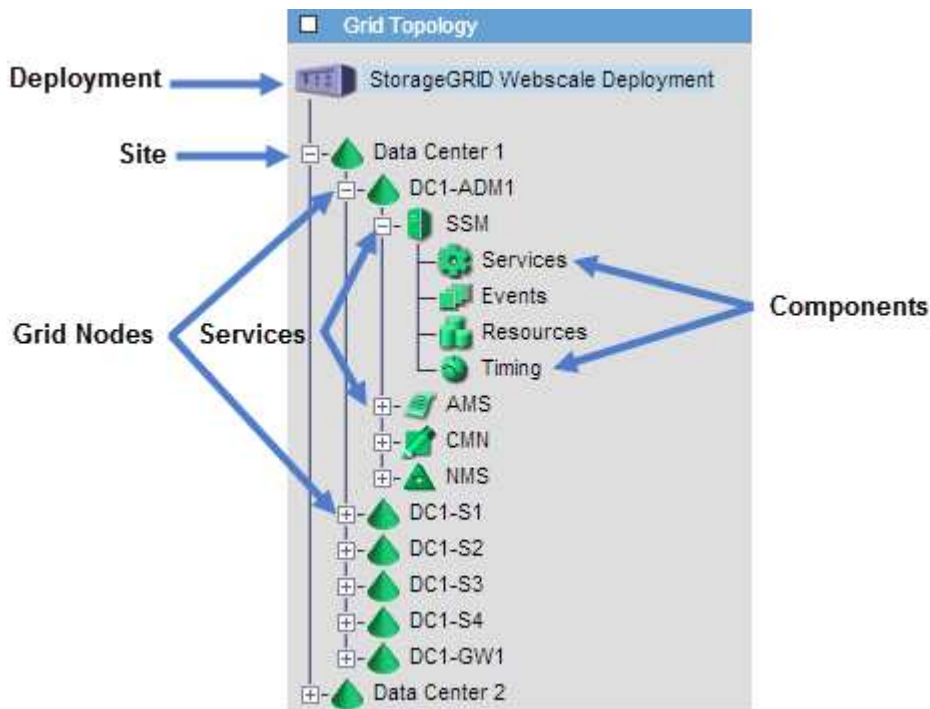 Grid Topology
Deployment
StorageGRID Webscale Deployment
Site
Data Center 1
DC1-ADM1
SSM
Services
Events
Components
Grid Nodes
Services
Resources
Timing
AMS
CMN
NMS
DC1-S1
DC1-S2
DC1-S3
DC1-S4
DC1-GW1
Data Center 2